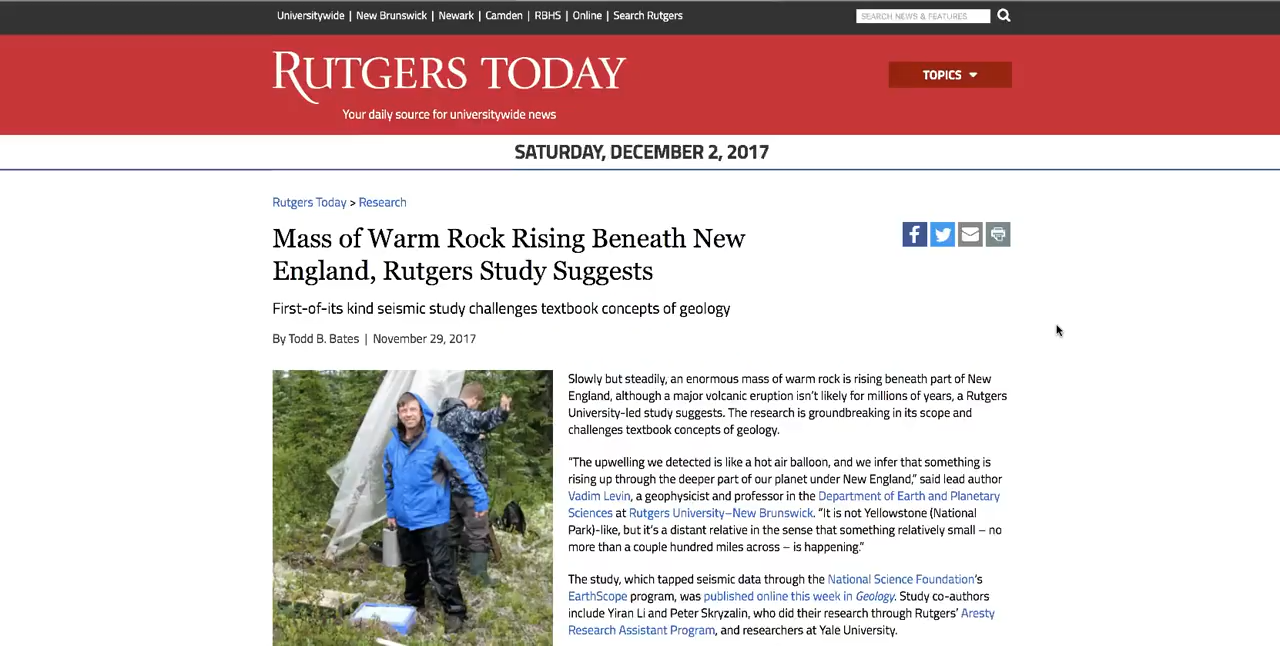 Universitywide | New Brunswick | Newark | Camden | RBHS | Online | Search Rutgers
SEARCH NEWS & FEATURES
RUTGERS TODAY
TOPICS
Your daily source for universitywide news
SATURDAY, DECEMBER 2, 2017
Rutgers Today > Research
Mass of Warm Rock Rising Beneath New
England, Rutgers Study Suggests
First-of-its kind seismic study challenges textbook concepts of geology
By Todd B. Bates | November 29, 2017
Slowly but steadily, an enormous mass of warm rock is rising beneath part of New
England, although a major volcanic eruption isn't likely for millions of years, a Rutgers
University-led study suggests. The research is groundbreaking in its scope and
challenges textbook concepts of geology.
"The upwelling we detected is like a hot air balloon, and we infer that something is
rising up through the deeper part of our planet under New England," said lead author
Vadim Levin, a geophysicist and professor in the Department of Earth and Planetary
Sciences at Rutgers University–New Brunswick. "It is not Yellowstone (National
Park)-like, but it's a distant relative in the sense that something relatively small – no
more than a couple hundred miles across – is happening."
The study, which tapped seismic data through the National Science Foundation's
EarthScope program, was published online this week in Geology. Study co-authors
include Yiran Li and Peter Skryzalin, who did their research through Rutgers' Aresty
Research Assistant Program, and researchers at Yale University.